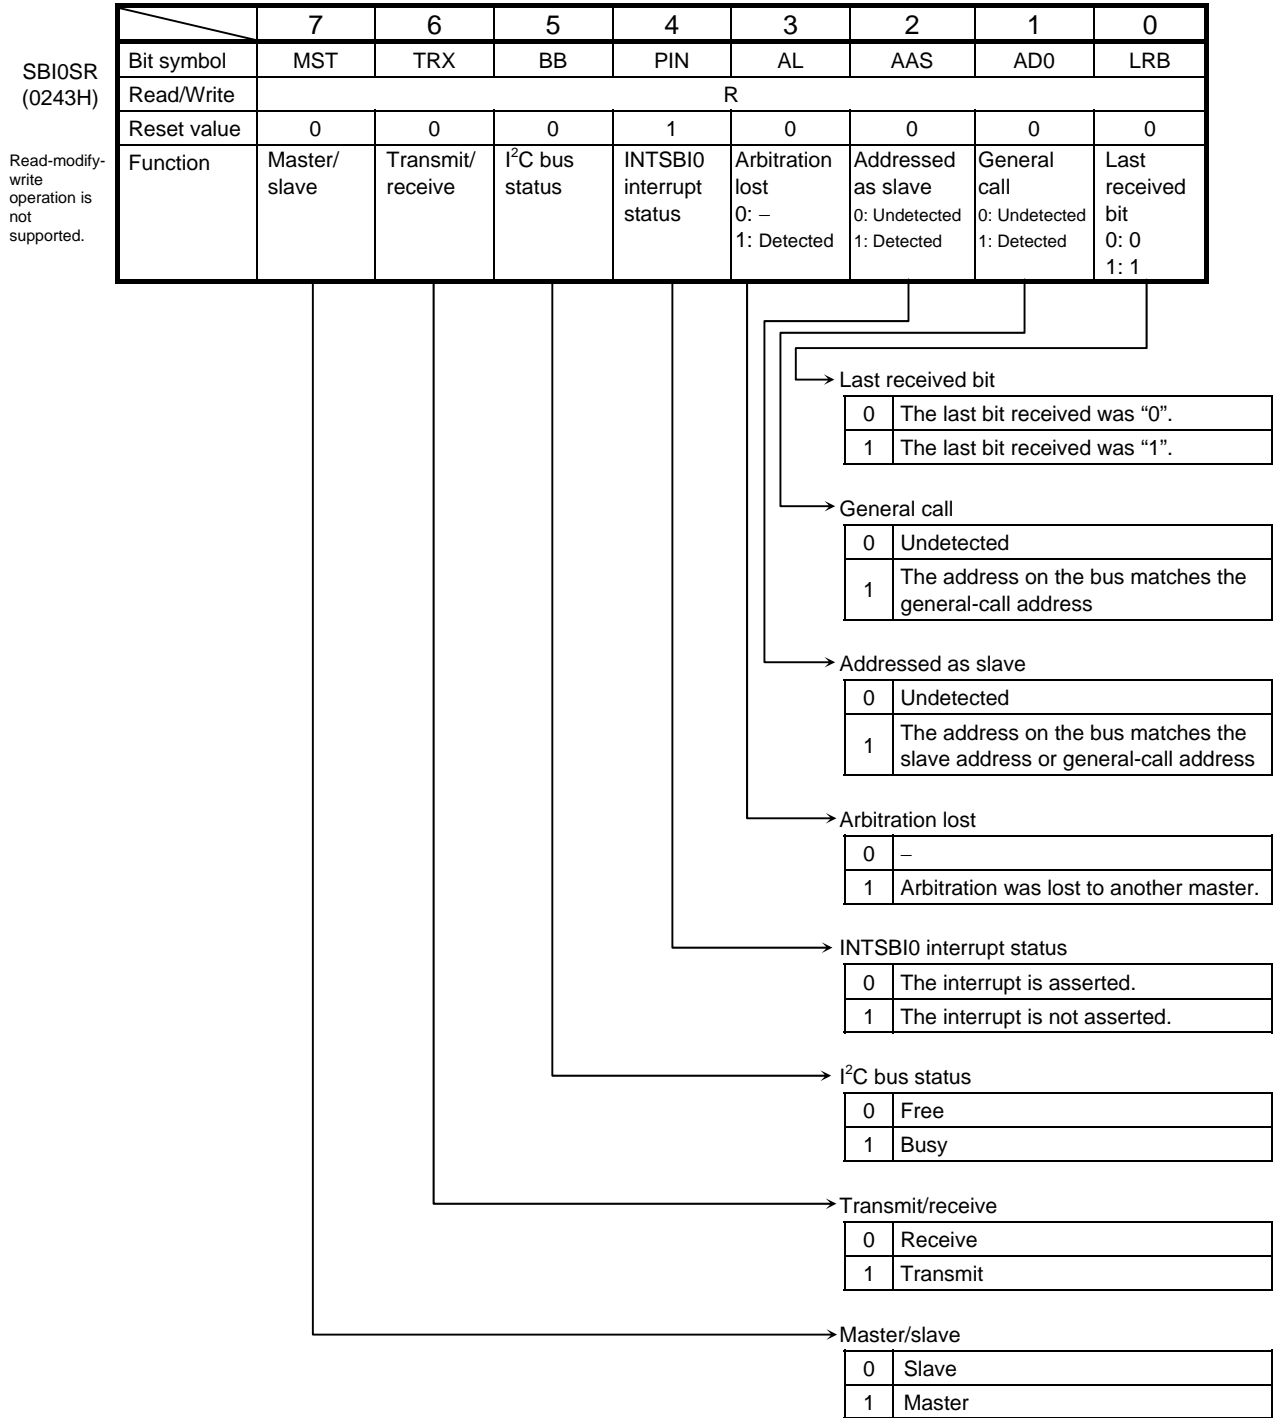 7 6 5 4 3 2 1 0
SBI0SR
(0243H)
Bit symbol MST TRX BB PIN AL AAS AD0 LRB
Read/Write R
Reset value 0 0 0 1 0 0 0 0
Read-modify-
write
operation is
not
supported.
Function
Master/
slave
Transmit/
receive
I²C bus
status
INTSBI0
interrupt
status
Arbitration
lost
0: −
1: Detected
Addressed
as slave
0: Undetected
1: Detected
General
call
0: Undetected
1: Detected
Last
received
bit
0: 0
1: 1
Last received bit
0 The last bit received was “0”.
1 The last bit received was “1”.
General call
0 Undetected
1 The address on the bus matches the
general-call address
Addressed as slave
0 Undetected
1 The address on the bus matches the
slave address or general-call address
Arbitration lost
0 −
1 Arbitration was lost to another master.
INTSBI0 interrupt status
0 The interrupt is asserted.
1 The interrupt is not asserted.
I²C bus status
0 Free
1 Busy
Transmit/receive
0 Receive
1 Transmit
Master/slave
0 Slave
1 Master